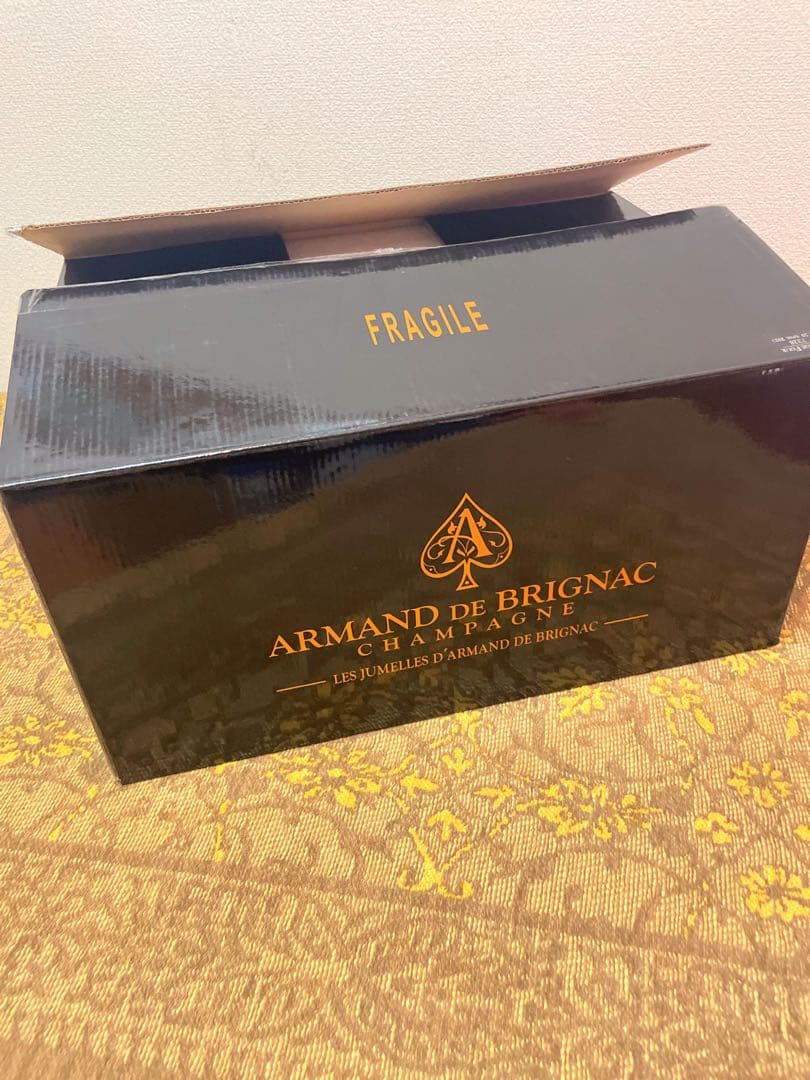 FRAGILE
A
ARMAND DE BRIGNAC
CHAMPAGNE
LES JUMELLES D'ARMAND DE BRIGNAC